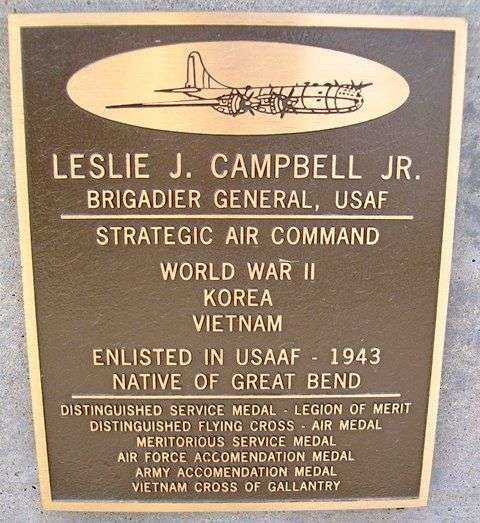 LESLIE J. CAMPBELL JR.
BRIGADIER GENERAL, USAF
STRATEGIC AIR COMMAND
WORLD WAR II
KOREA
VIETNAM
ENLISTED IN USAAF - 1943
NATIVE OF GREAT BEND
DISTINGUISHED SERVICE MEDAL - LEGION OF MERIT
DISTINGUISHED FLYING CROSS - AIR MEDAL
MERITORIOUS SERVICE MEDAL
AIR FORCE ACCOMENDATION MEDAL
ARMY ACCOMENDATION MEDAL
VIETNAM CROSS OF GALLANTRY